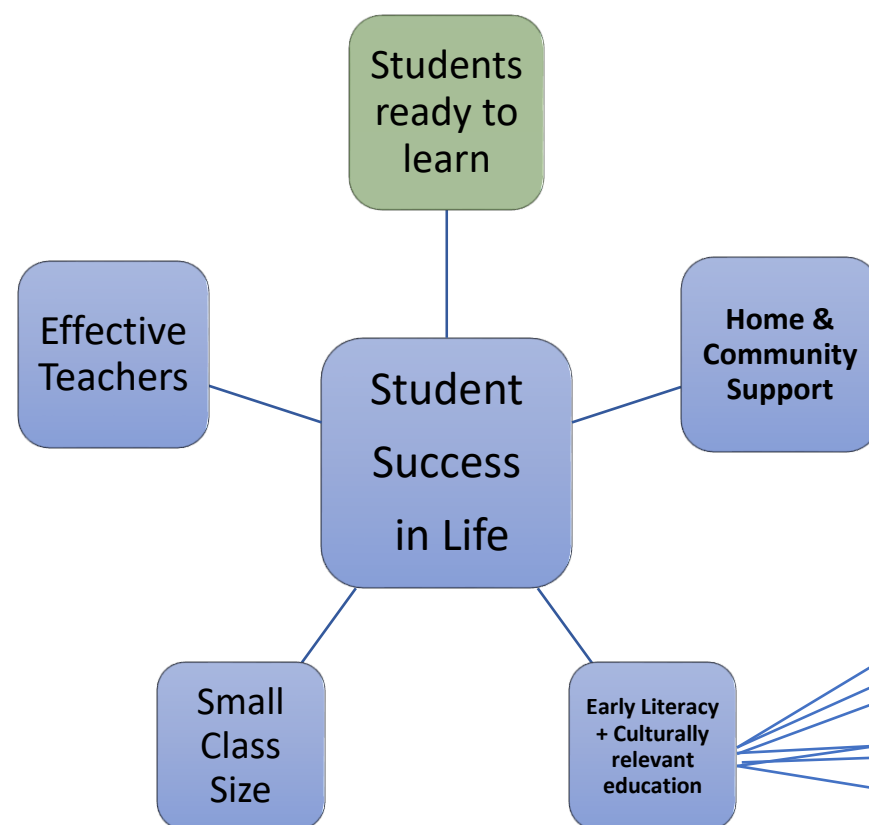 Students
ready to
learn
Effective
Teachers
Home &
Community
Support
Student
Success
in Life
Small
Class
Size
Early Literacy
+ Culturally
relevant
education